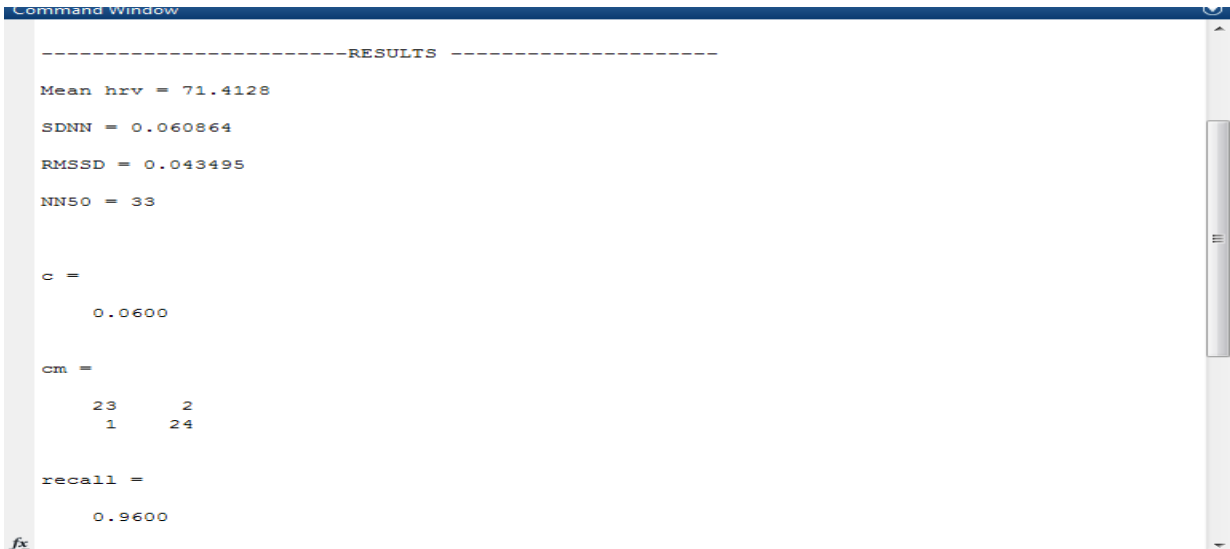 Command Window
------------------------RESULTS ---------------------
Mean hrv = 71.4128
SDNN = 0.060864
RMSSD = 0.043495
NN50 = 33
c =
0.0600
cm =
23 2
1 24
recall =
0.9600
fx